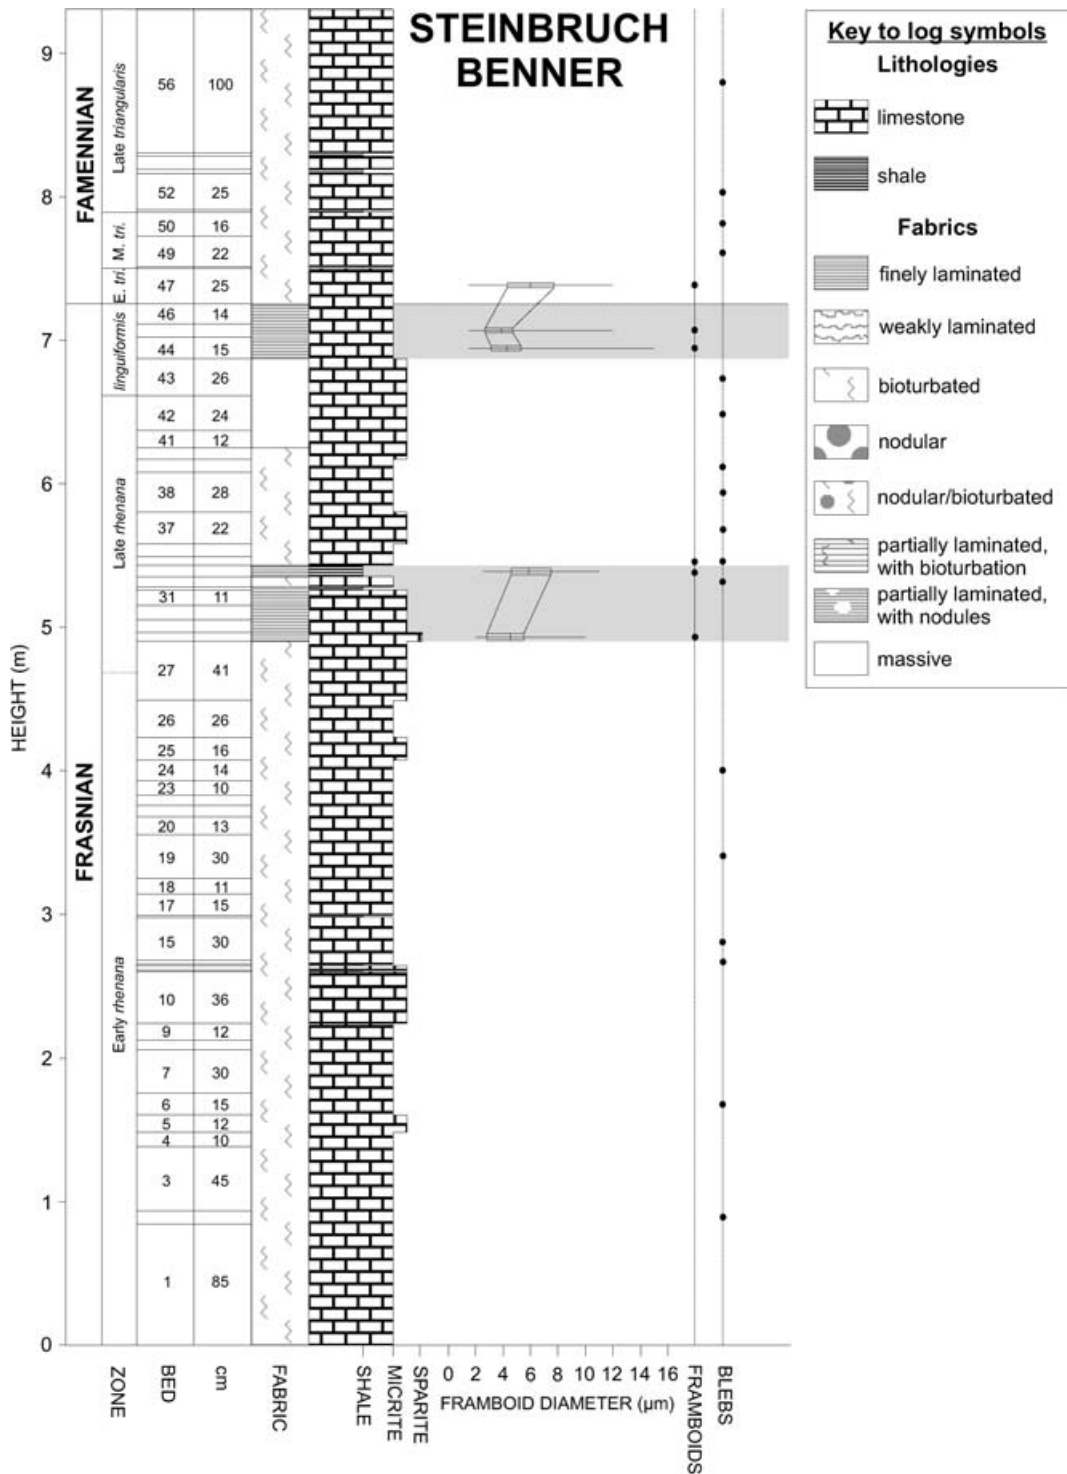 STEINBRUCH
BENNER
Key to log symbols
Lithologies
limestone
shale
Fabrics
finely laminated
weakly laminated
bioturbated
nodular
nodular/bioturbated
partially laminated,
with bioturbation
partially laminated,
with nodules
massive
HEIGHT (m)
9
8
7
6
5
4
3
2
1
0
FAMENNIAN
FRASNIAN
Late triangularis
M. tri.
E. tri.
linguiformis
Late rhenana
Early rhenana
56 100
52 25
50 16
49 22
47 25
46 14
44 15
43 26
42 24
41 12
38 28
37 22
31 11
27 41
26 26
25 16
24 14
23 10
20 13
19 30
18 11
17 15
15 30
10 36
9 12
7 30
6 15
5 12
4 10
3 45
1 85
ZONE
BED
cm
FABRIC
SHALE
MICRITE
SPARITE
0 2 4 6 8 10 12 14 16
FRAMBOID DIAMETER (µm)
FRAMBOIDS
BLEBS